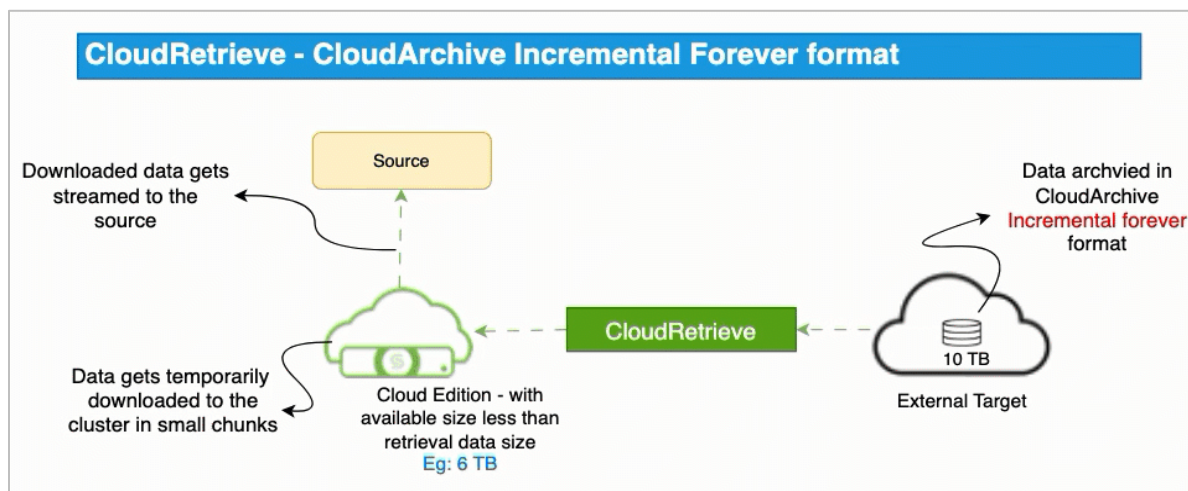 CloudRetrieve - CloudArchive Incremental Forever format
Source
Downloaded data gets
streamed to the
source
Data archvied in
CloudArchive
Incremental forever
format
CloudRetrieve
10 TB
External Target
Data gets temporarily
downloaded to the
cluster in small chunks
Cloud Edition - with
available size less than
retrieval data size
Eg: 6 TB